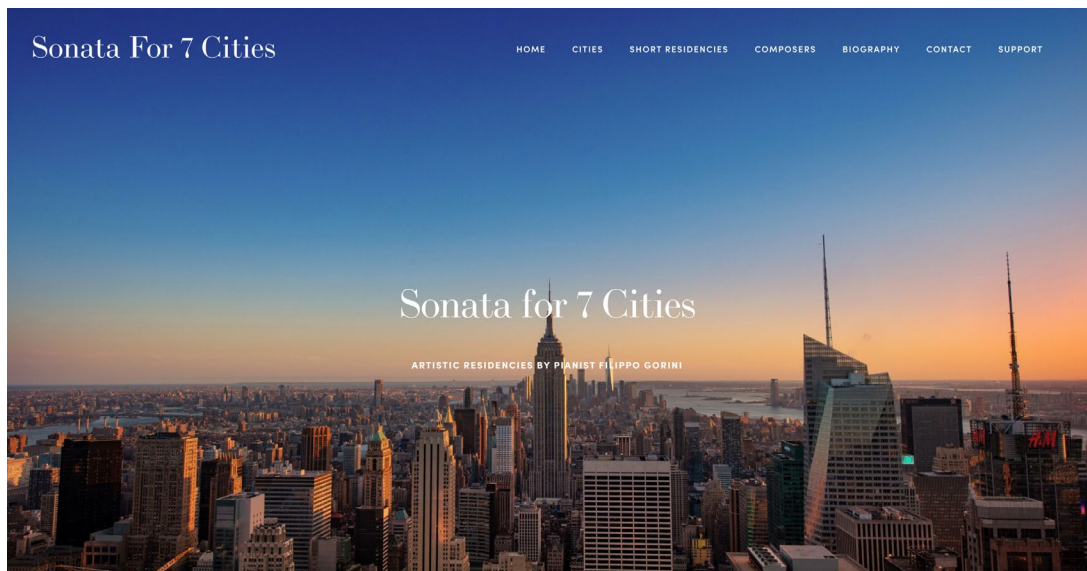 Sonata For 7 Cities
HOME CITIES SHORT RESIDENCIES COMPOSERS BIOGRAPHY CONTACT SUPPORT
Sonata for 7 Cities
ARTISTIC RESIDENCIES BY PIANIST FILIPPO GORINI
H&M